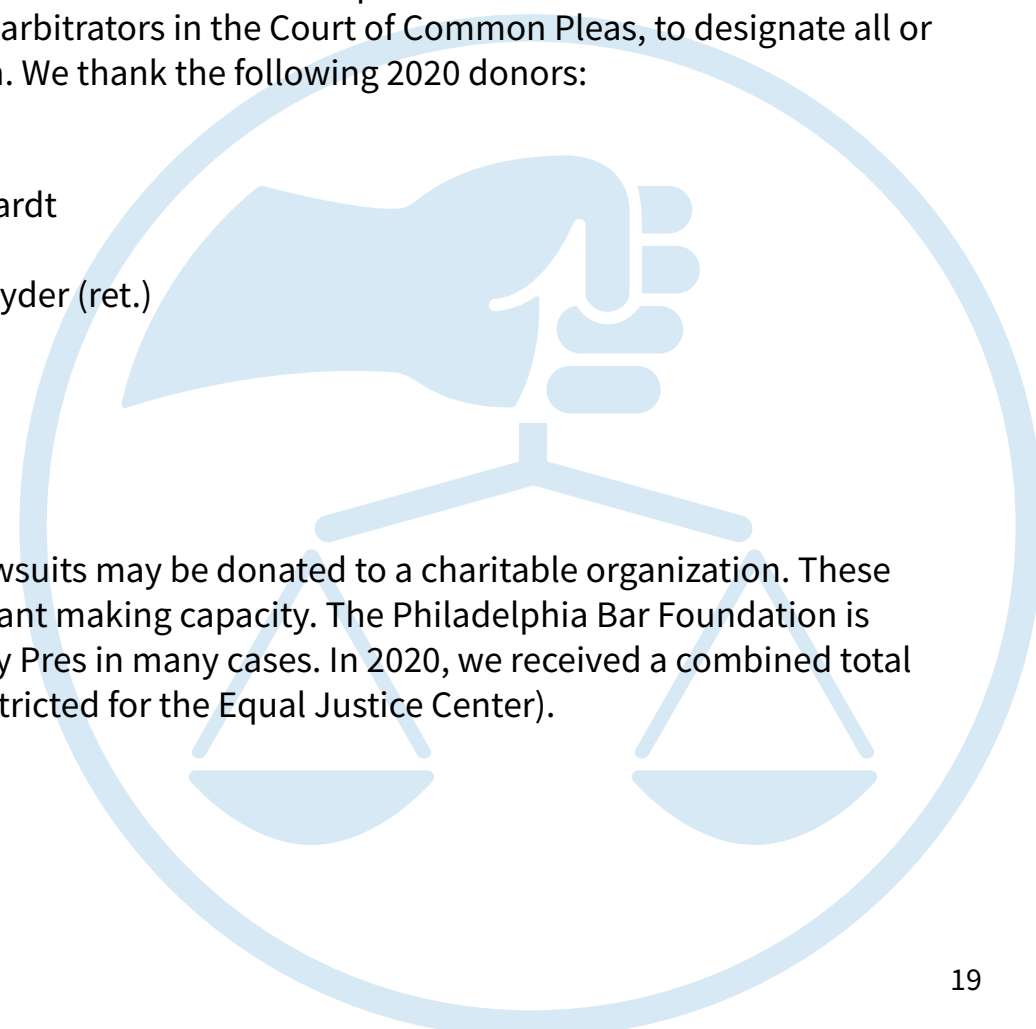 arbitrators in the Court of Common Pleas, to designate all or
. We thank the following 2020 donors:
ardt
yder (ret.)
wsuits may be donated to a charitable organization. These
ant making capacity. The Philadelphia Bar Foundation is
y Pres in many cases. In 2020, we received a combined total
tricted for the Equal Justice Center).
19